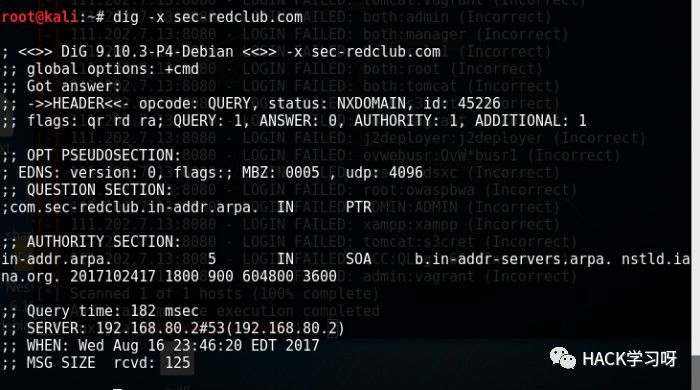 root@kali:~# dig -x sec-redclub.com
; <<>> DiG 9.10.3-P4-Debian <<>> -x sec-redclub.com
;; global options: +cmd
;; Got answer:
;; ->>HEADER<<- opcode: QUERY, status: NXDOMAIN, id: 45226
;; flags: qr rd ra; QUERY: 1, ANSWER: 0, AUTHORITY: 1, ADDITIONAL: 1
;; OPT PSEUDOSECTION:
; EDNS: version: 0, flags:; MBZ: 0005 , udp: 4096
;; QUESTION SECTION:
;com.sec-redclub.in-addr.arpa. IN PTR
;; AUTHORITY SECTION:
in-addr.arpa. 5 IN SOA b.in-addr-servers.arpa. nstld.ia
na.org. 2017102417 1800 900 604800 3600
;; Query time: 182 msec
;; SERVER: 192.168.80.2#53(192.168.80.2)
;; WHEN: Wed Aug 16 23:46:20 EDT 2017
;; MSG SIZE rcvd: 125
HACK学习呀